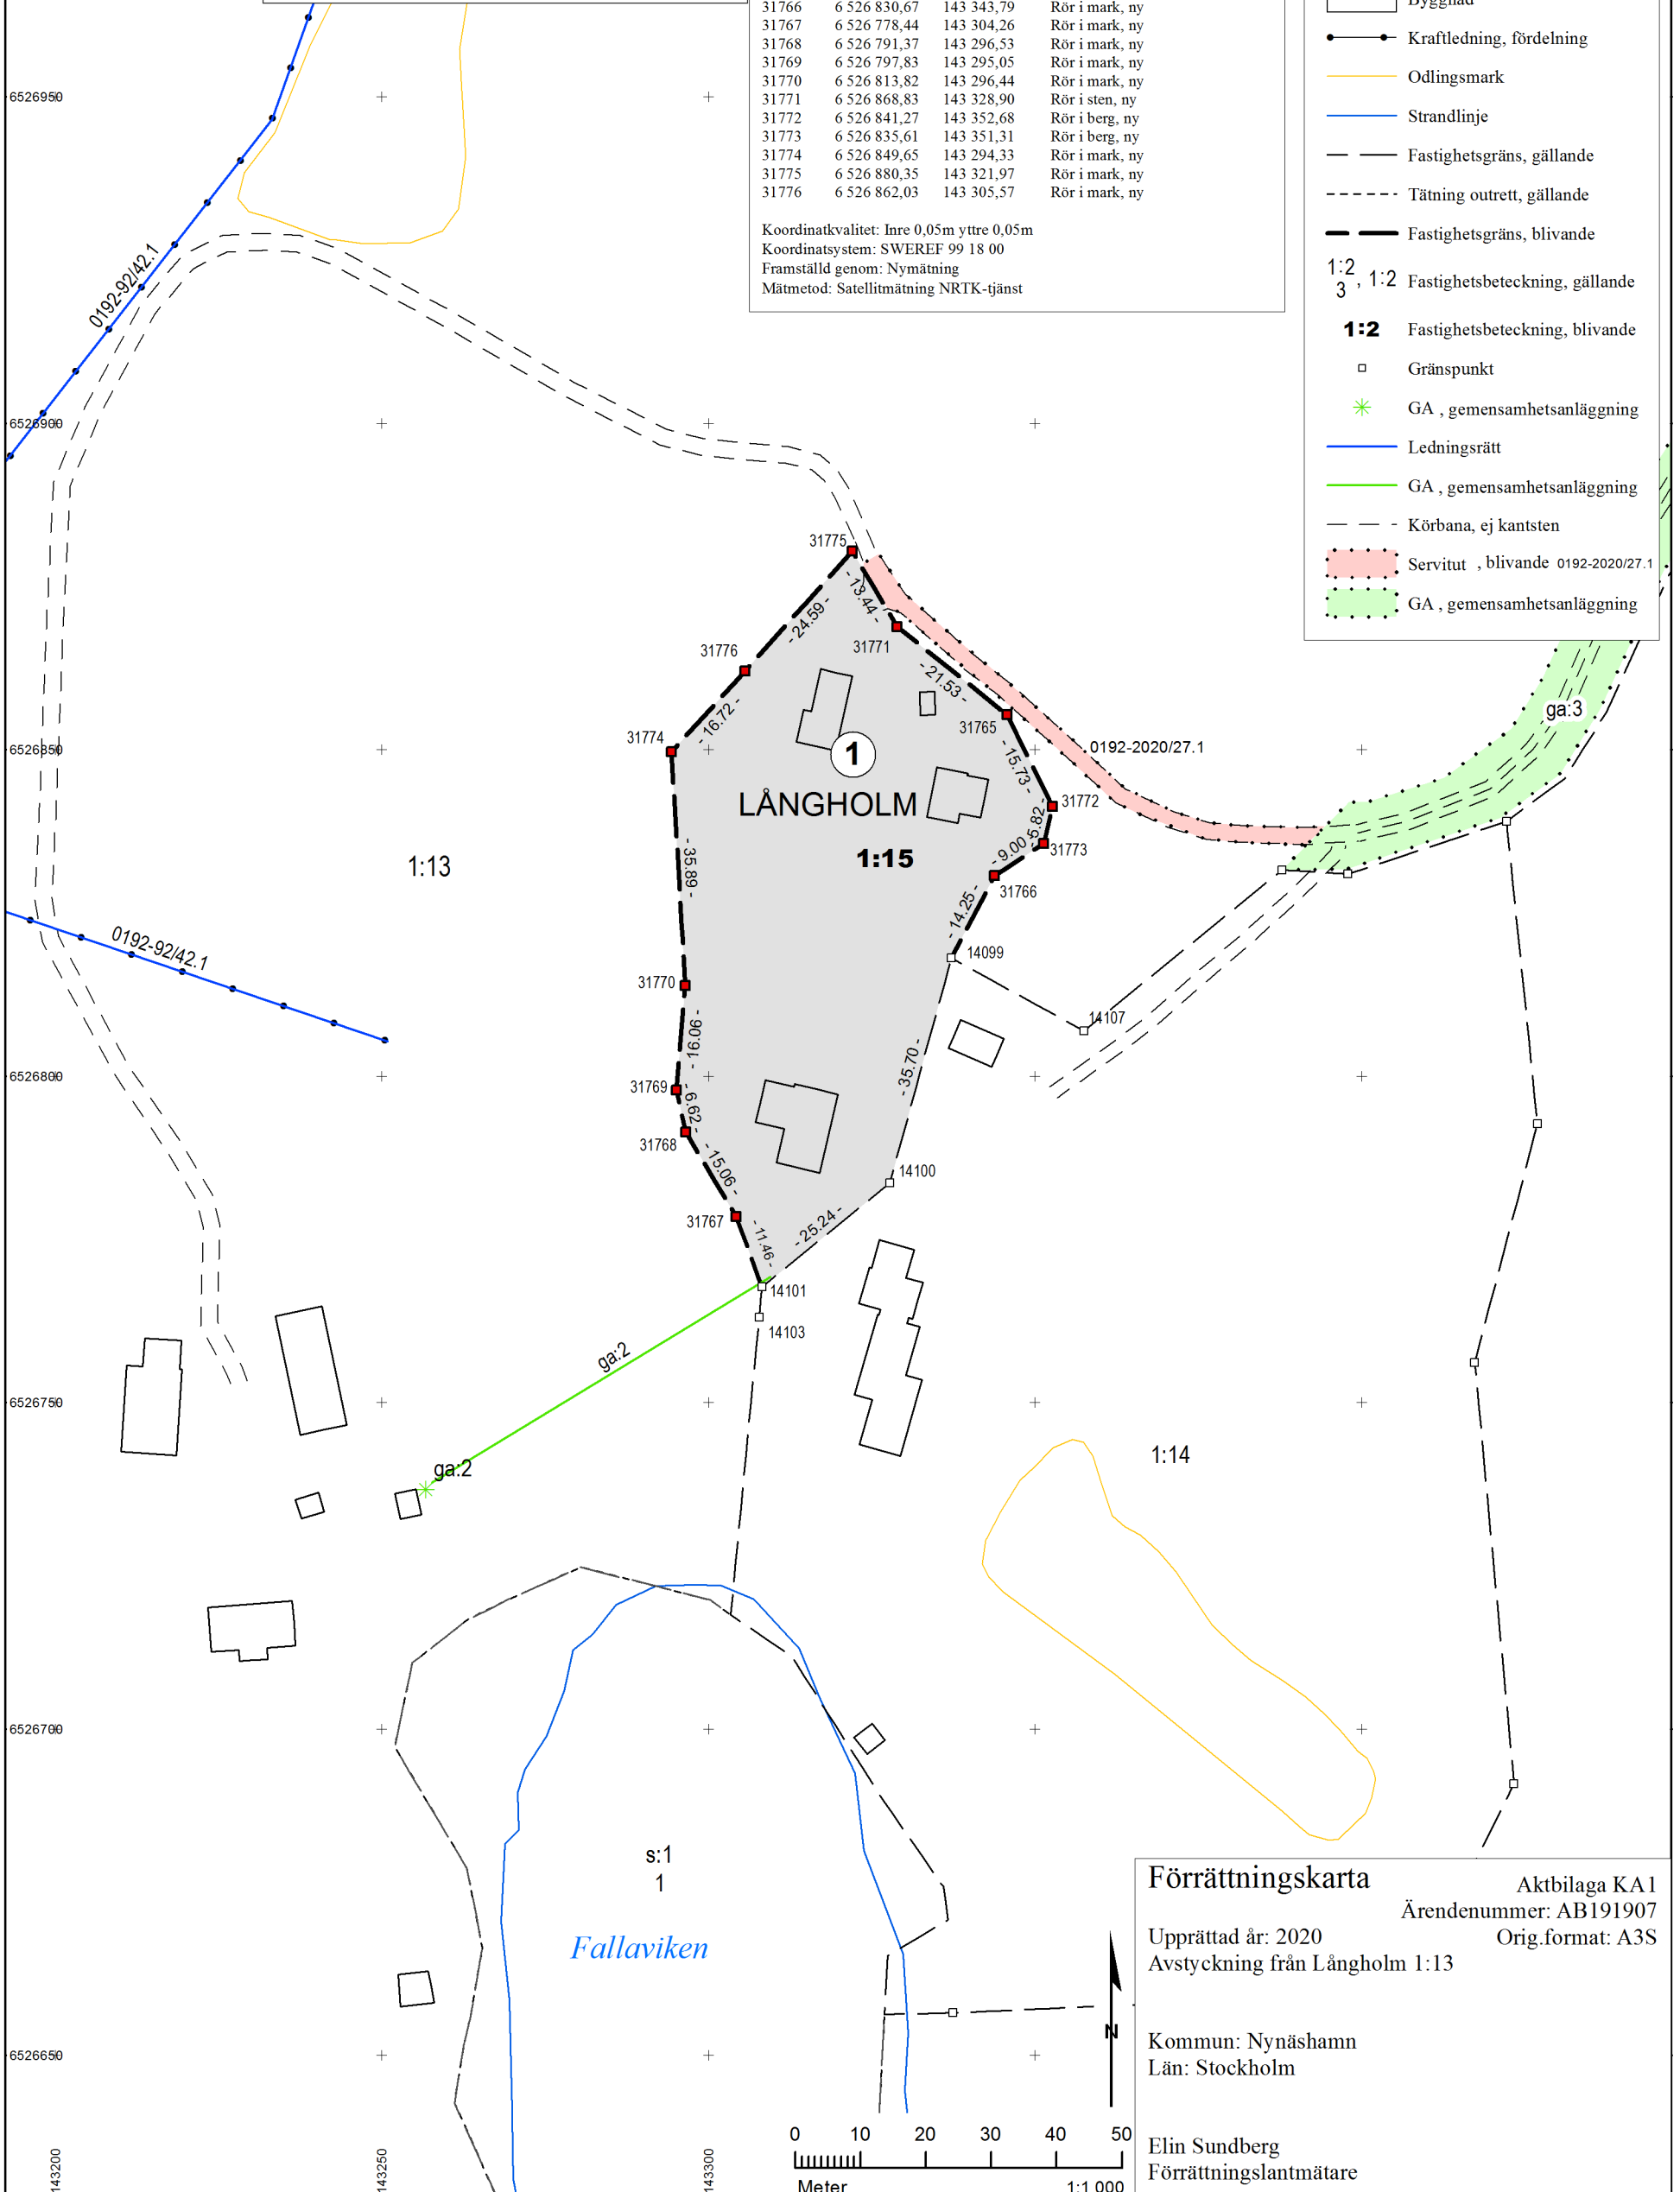 31766 6 526 830,67 143 343,79 Rör i mark, ny
31767 6 526 778,44 143 304,26 Rör i mark, ny
31768 6 526 791,37 143 296,53 Rör i mark, ny
31769 6 526 797,83 143 295,05 Rör i mark, ny
31770 6 526 813,82 143 296,44 Rör i mark, ny
31771 6 526 868,83 143 328,90 Rör i sten, ny
31772 6 526 841,27 143 352,68 Rör i berg, ny
31773 6 526 835,61 143 351,31 Rör i berg, ny
31774 6 526 849,65 143 294,33 Rör i mark, ny
31775 6 526 880,35 143 321,97 Rör i mark, ny
31776 6 526 862,03 143 305,57 Rör i mark, ny
Koordinatkvalitet: Inre 0,05m yttre 0,05m
Koordinatsystem: SWEREF 99 18 00
Framställd genom: Nymätning
Mätmetod: Satellitmätning NRTK-tjänst
Byggnad
Kraftledning, fördelning
Odlingsmark
Strandlinje
Fastighetsgräns, gällande
Tätning outrett, gällande
Fastighetsgräns, blivande
1:2
3 , 1:2 Fastighetsbeteckning, gällande
1:2 Fastighetsbeteckning, blivande
Gränspunkt
GA , gemensamhetsanläggning
Ledningsrätt
GA , gemensamhetsanläggning
Körbana, ej kantsten
Servitut , blivande 0192-2020/27.1
GA , gemensamhetsanläggning
6526950
0192-92/42.1
6526900
31775
- 13.44 -
- 24.59 -
31771
31776
- 21.53 -
- 16.72 -
31765
ga:3
31774
6526850
1
0192-2020/27.1
- 15.73 -
LÅNGHOLM
31772
- 5.82 -
1:13
1:15
- 9.00 -
31773
- 35.89 -
31766
- 14.25 -
0192-92/42.1
14099
31770
14107
- 16.06 -
- 35.70 -
6526800
31769
- 6.62 -
31768
- 15.06 -
14100
31767
- 25.24 -
- 11.46 -
14101
14103
ga:2
6526750
1:14
ga:2
6526700
s:1
1
Fallaviken
6526650
143200
143250
143300
N
0 10 20 30 40 50
Meter 1:1 000
Förrättningskarta
Aktbilaga KA1
Ärendenummer: AB191907
Orig.format: A3S
Upprättad år: 2020
Avstyckning från Långholm 1:13
Kommun: Nynäshamn
Län: Stockholm
Elin Sundberg
Förrättningslantmätare